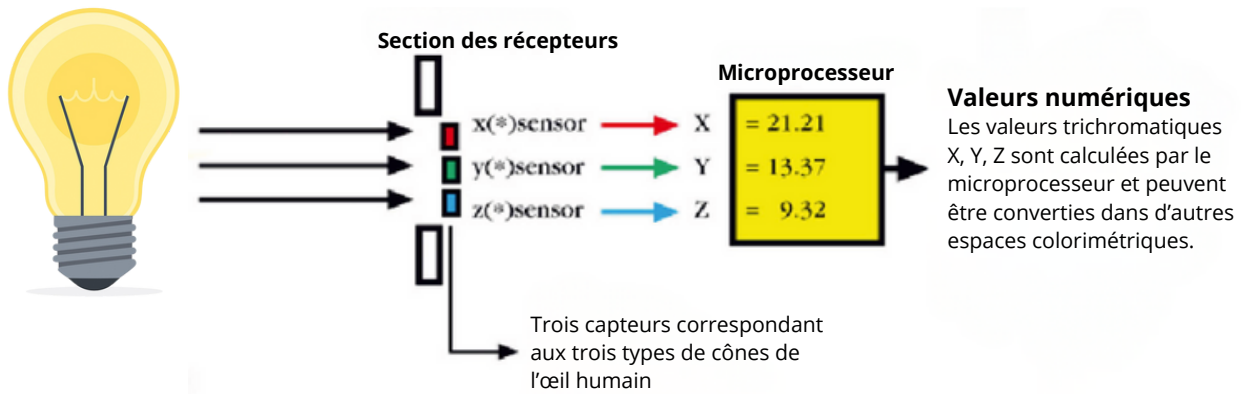 Section des récepteurs
Microprocesseur
x(*)sensor X = 21.21
y(*)sensor Y = 13.37
z(*)sensor Z = 9.32
Valeurs numériques
Les valeurs trichromatiques
X, Y, Z sont calculées par le
microprocesseur et peuvent
être converties dans d’autres
espaces colorimétriques.
Trois capteurs correspondant
aux trois types de cônes de
l’œil humain